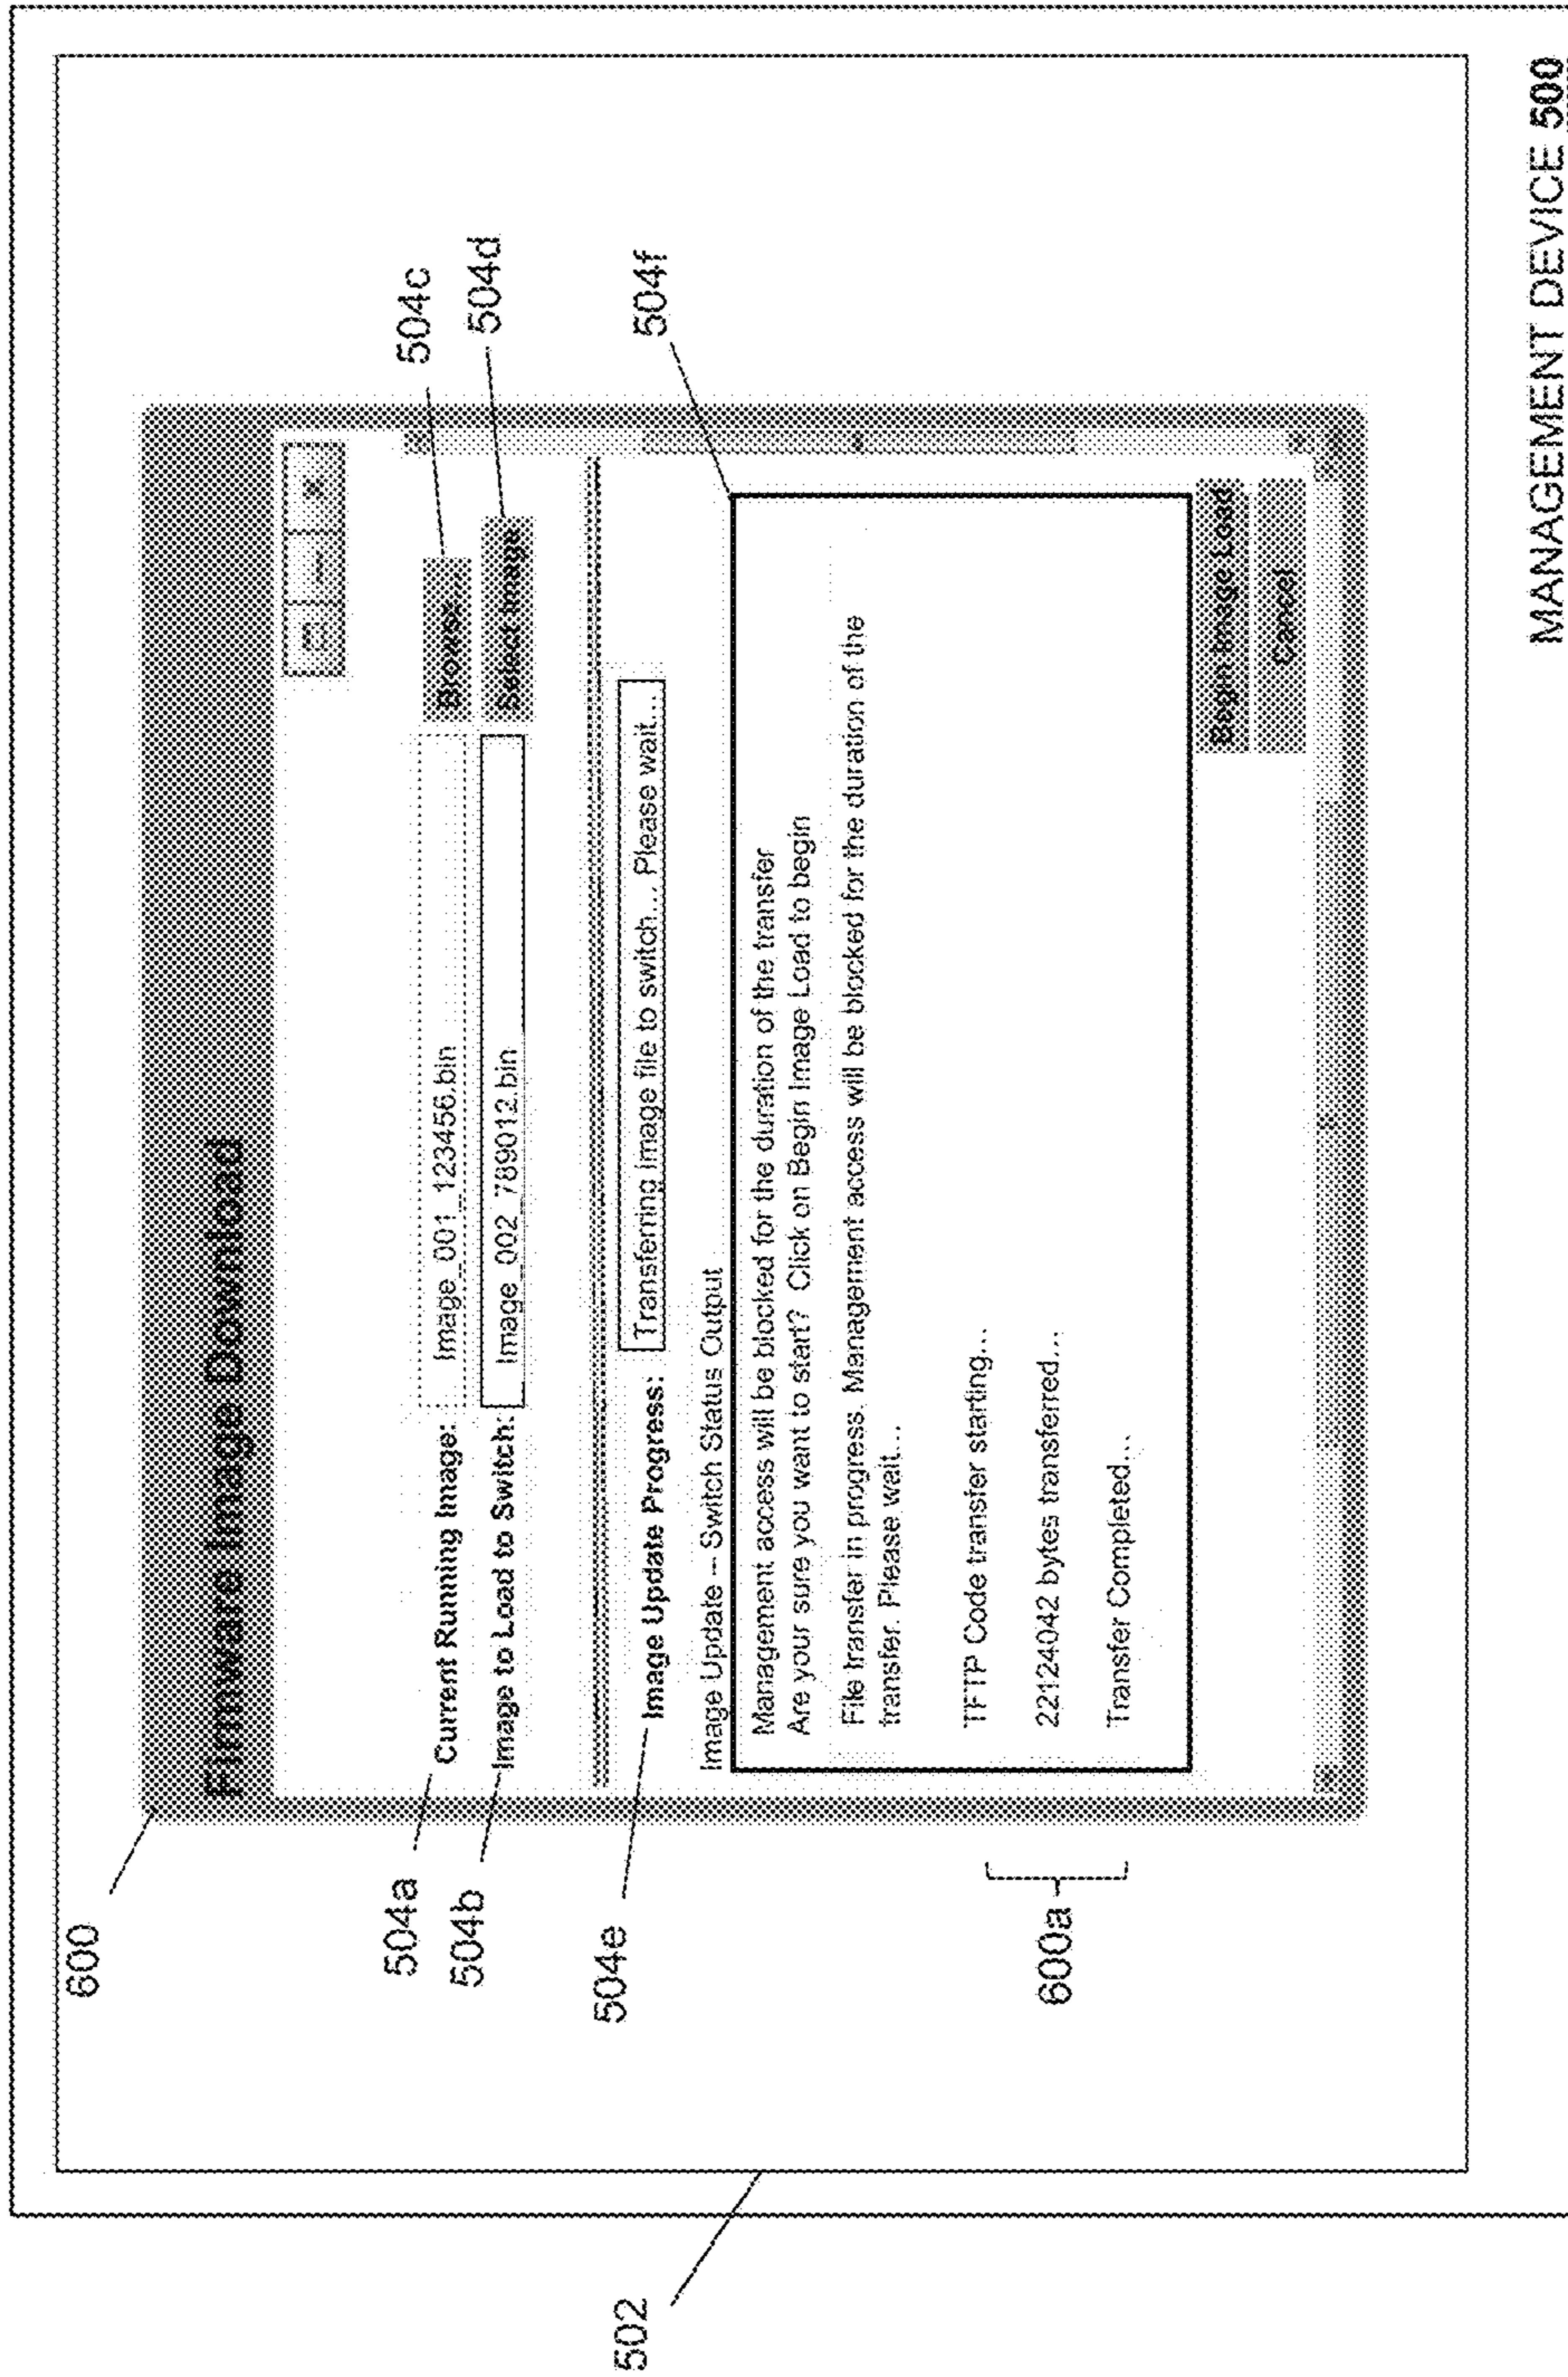 600
Firmware Image Download
504a
Current Running Image:
Image_001_123456.bin
Browse...
504c
504b
Image to Load to Switch:
Image_002_789012.bin
Select Image
504d
504e
Image Update Progress:
Transferring image file to switch... Please wait...
Image Update -- Switch Status Output
504f
Management access will be blocked for the duration of the transfer
Are your sure you want to start? Click on Begin Image Load to begin
File transfer in progress. Management access will be blocked for the duration of the
transfer. Please wait...
TFTP Code transfer starting...
600a
22124042 bytes transferred...
Transfer Completed...
Begin Image Load
Cancel
502
MANAGEMENT DEVICE 500